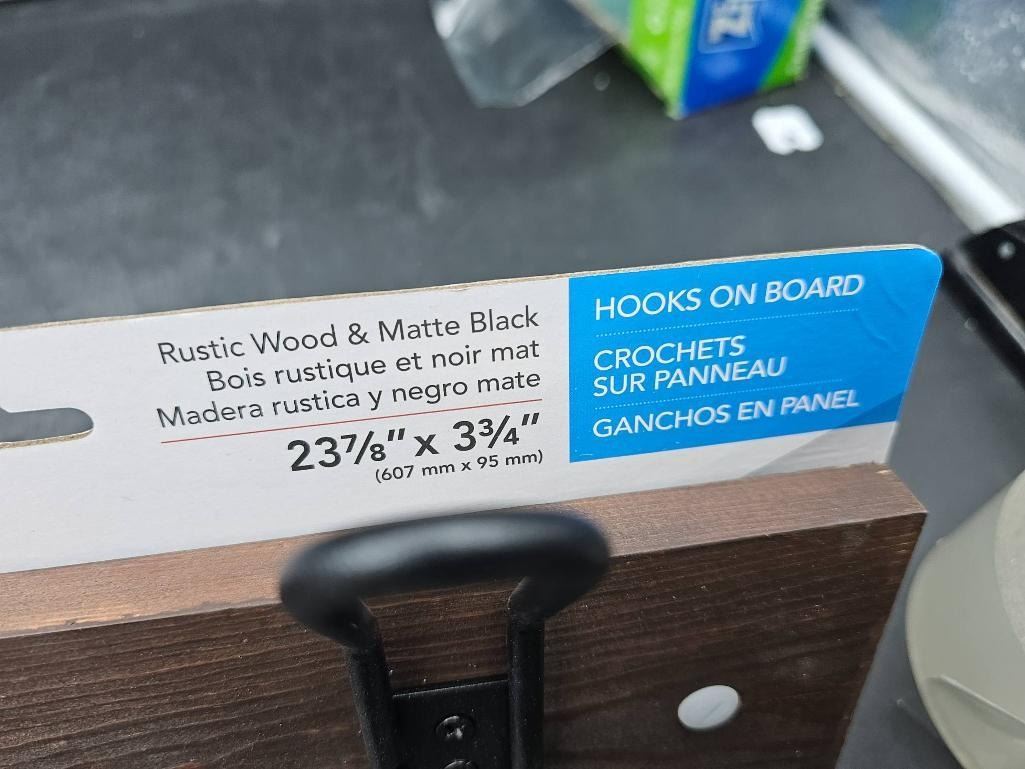 Rustic Wood & Matte Black
Bois rustique et noir mat
Madera rustica y negro mate
23⅞" x 3¾"
(607 mm x 95 mm)
HOOKS ON BOARD
CROCHETS
SUR PANNEAU
GANCHOS EN PANEL